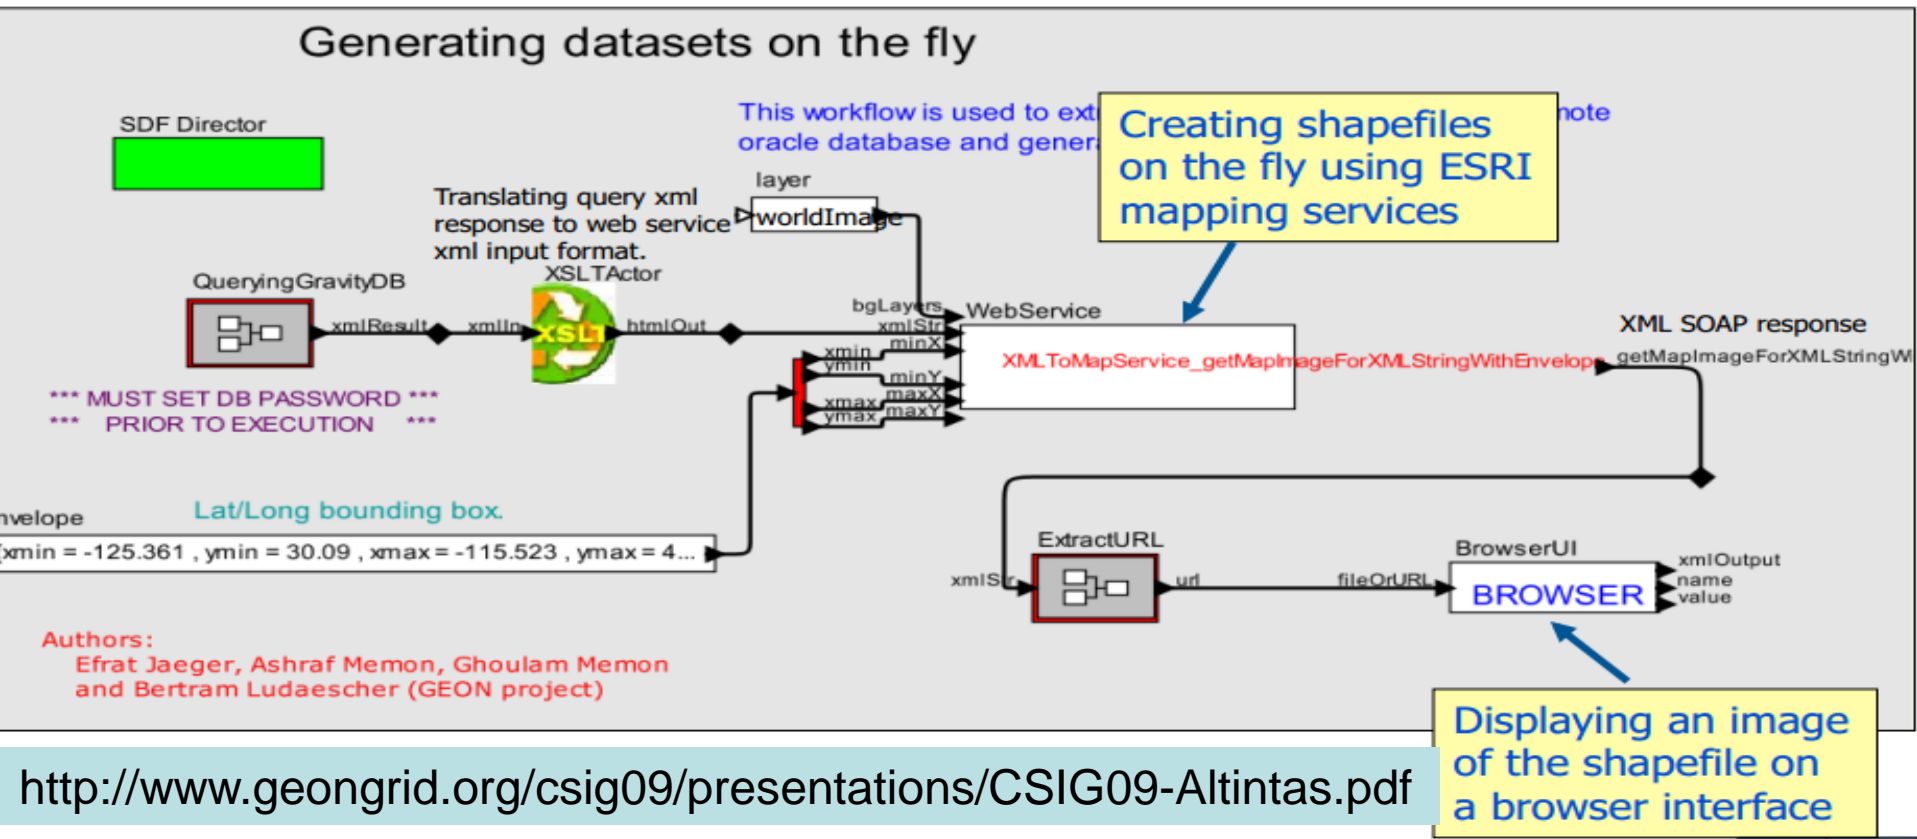 Generating datasets on the fly
SDF Director
This workflow is used to note
oracle database and
Creating shapefiles
on the fly using ESRI
mapping services
layer
worldImage
Translating query xml
response to web service
xml input format.
XSLTActor
QueryingGravityDB
xmlResult
xmlIn
XSLT
htmlOut
bgLayers
xmlStr
minX
minY
maxX
maxY
xmin
ymin
xmax
ymax
WebService
XMLToMapService_getMapImageForXMLStringWithEnvelope
XML SOAP response
getMapImageForXMLStringWi
*** MUST SET DB PASSWORD ***
*** PRIOR TO EXECUTION ***
nvelope
Lat/Long bounding box.
{xmin = -125.361 , ymin = 30.09 , xmax = -115.523 , ymax = 4...
ExtractURL
xmlStr
url
fileOrURL
BrowserUI
BROWSER
xmlOutput
name
value
Authors:
Efrat Jaeger, Ashraf Memon, Ghoulam Memon
and Bertram Ludaescher (GEON project)
Displaying an image
of the shapefile on
a browser interface
http://www.geongrid.org/csig09/presentations/CSIG09-Altintas.pdf